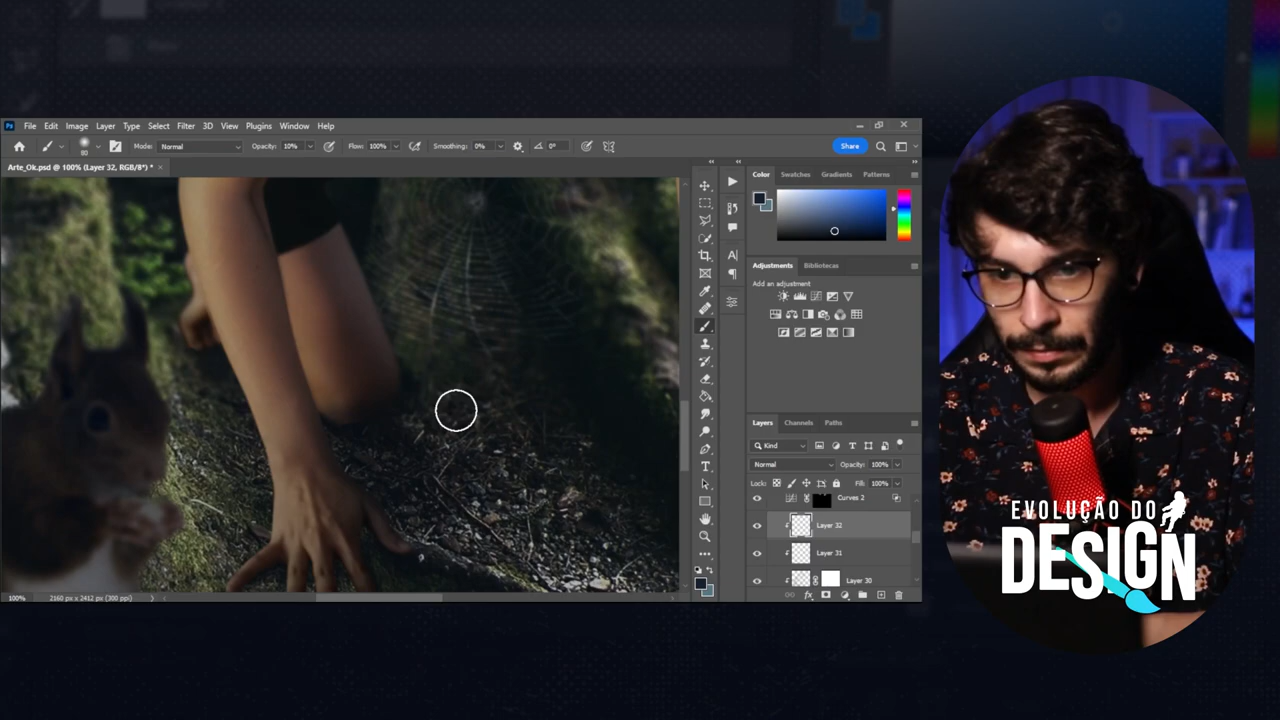 Ps File Edit Image Layer Type Select Filter 3D View Plugins Window Help
80 Mode: Normal Opacity: 10% Flow: 100% Smoothing: 0% 0° Share
Arte_Ok.psd @ 100% (Layer 32, RGB/8*) *
Color Swatches Gradients Patterns
Adjustments Bibliotecas
Add an adjustment
Layers Channels Paths
Kind
Normal Opacity: 100%
Lock: Fill: 100%
Curves 2
Layer 32
Layer 31
Layer 30
100% 2160 px x 2412 px (300 ppi)
EVOLUÇÃO DO
DESIGN